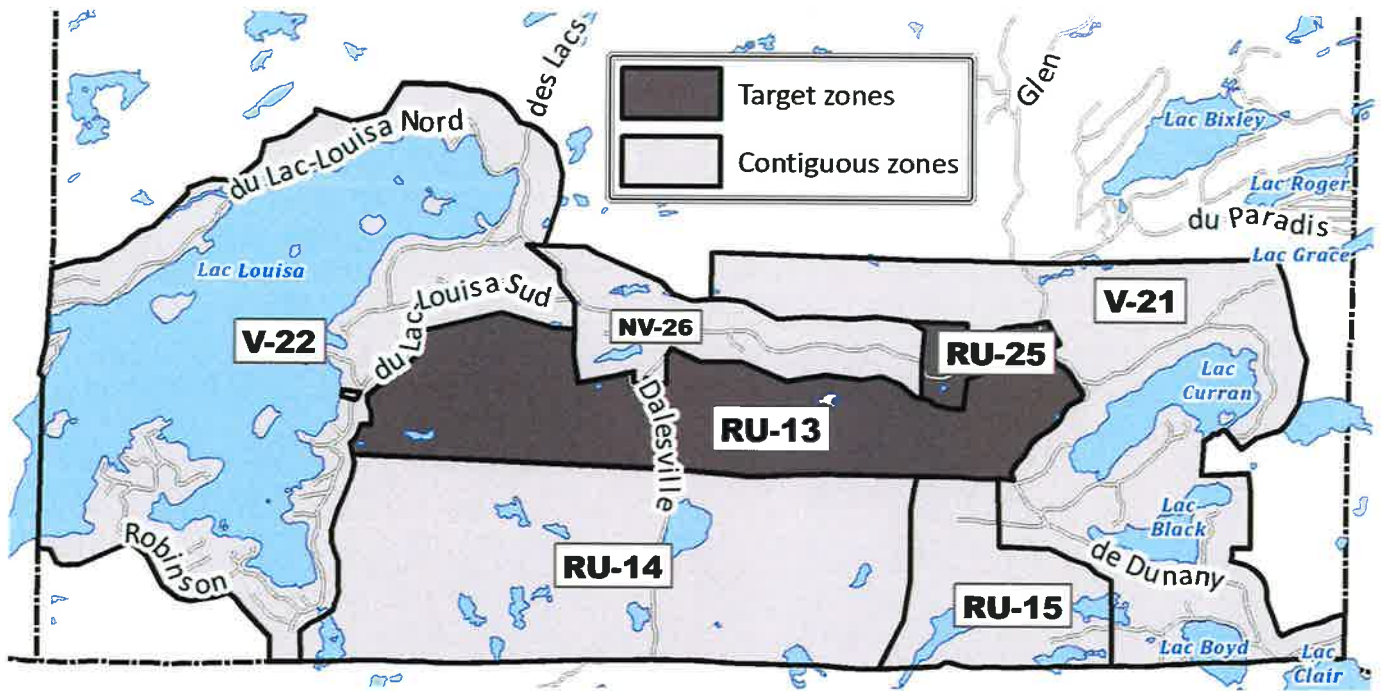 des Lacs
Target zones
Contiguous zones
Glen
Lac Bixley
Lac Roger
du Paradis
Lac Grace
du Lac-Louisa Nord
Lac Louisa
du Lac-Louisa Sud
V-22
NV-26
V-21
RU-25
Lac
Curran
Dalesville
RU-13
Lac
Black
de Dunany
Robinson
RU-14
RU-15
Lac Boyd
Lac
Clair